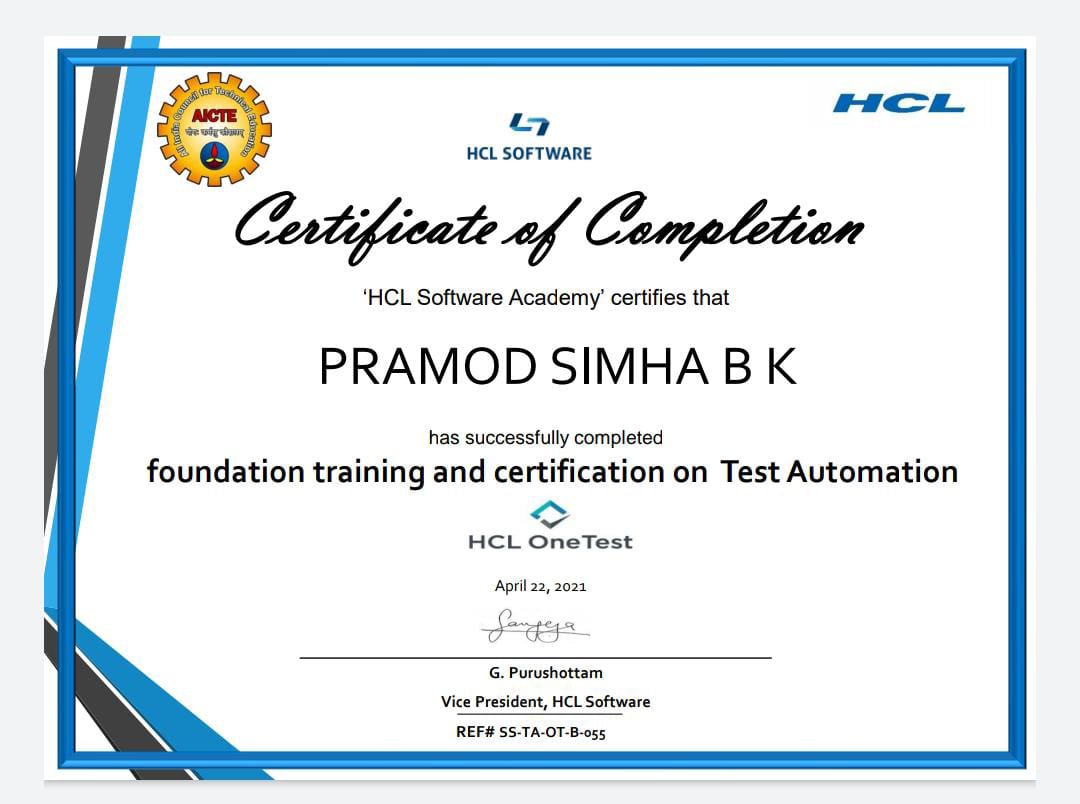 All India Council for Technical Education
AICTE
योगः कर्मसु कौशलम्
HCL
HCL SOFTWARE
Certificate of Completion
‘HCL Software Academy’ certifies that
PRAMOD SIMHA B K
has successfully completed
foundation training and certification on Test Automation
HCL OneTest
April 22, 2021
G. Purushottam
Vice President, HCL Software
REF# SS-TA-OT-B-055